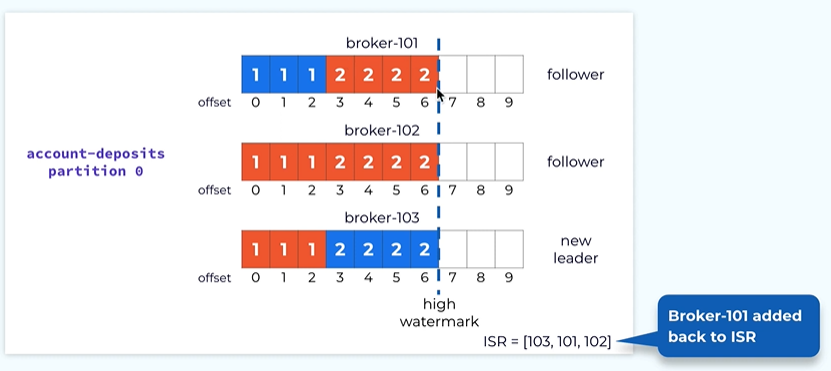 broker-101
1 1 1 2 2 2 2
follower
offset 0 1 2 3 4 5 6 7 8 9
broker-102
account-deposits
partition 0
1 1 1 2 2 2 2
follower
offset 0 1 2 3 4 5 6 7 8 9
broker-103
1 1 1 2 2 2 2
new
leader
offset 0 1 2 3 4 5 6 7 8 9
high
watermark
ISR = [103, 101, 102]
Broker-101 added
back to ISR